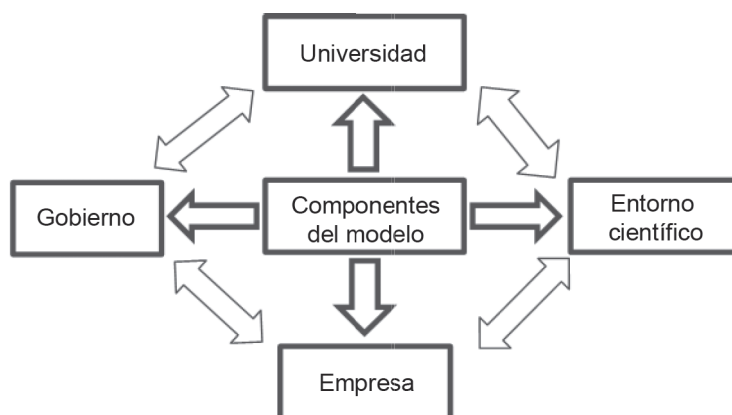 Universidad
Gobierno
Componentes
del modelo
Entorno
científico
Empresa